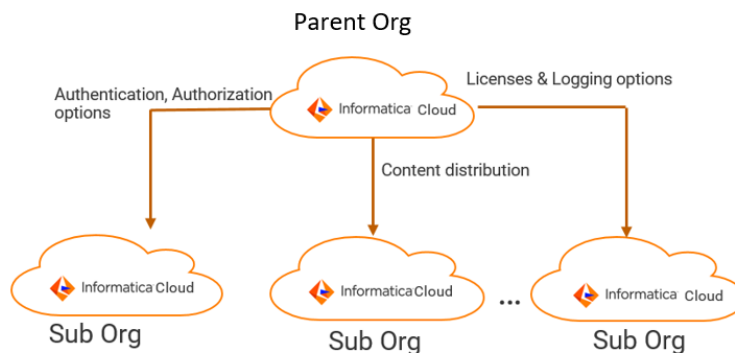 Parent Org
Licenses & Logging options
Authentication, Authorization
options
Informatica Cloud
Content distribution
Informatica Cloud
Informatica Cloud
...
Informatica Cloud
Sub Org
Sub Org
Sub Org